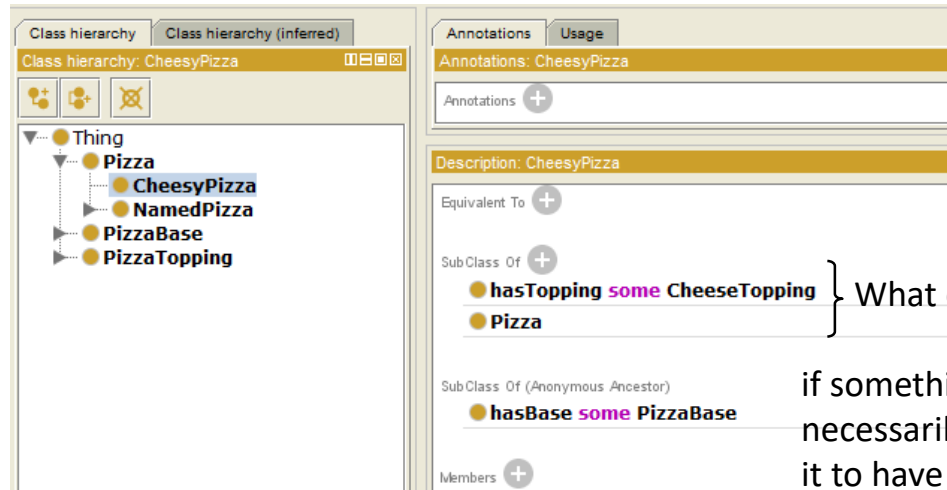 Class hierarchy Class hierarchy (inferred)
Class hierarchy: CheesyPizza
Thing
Pizza
CheesyPizza
NamedPizza
PizzaBase
PizzaTopping
Annotations Usage
Annotations: CheesyPizza
Annotations
Description: CheesyPizza
Equivalent To
SubClass Of
hasTopping some CheeseTopping
Pizza
What
SubClass Of (Anonymous Ancestor)
hasBase some PizzaBase
Members
if
it to have